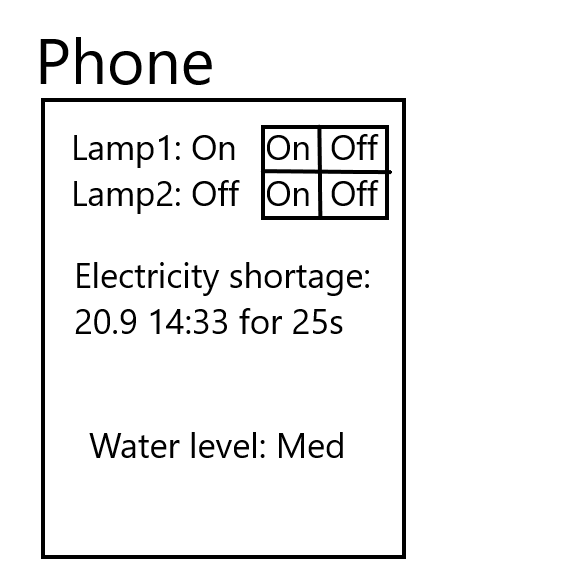 Phone
Lamp1: On On Off
Lamp2: Off On Off
Electricity shortage:
20.9 14:33 for 25s
Water level: Med